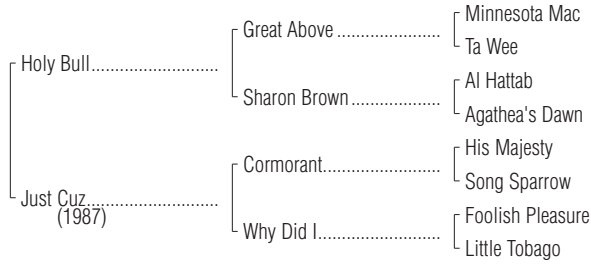 Minnesota Mac
Great Above
Ta Wee
Holy Bull
Al Hattab
Sharon Brown
Agathea's Dawn
His Majesty
Cormorant
Song Sparrow
Just Cuz
(1987)
Foolish Pleasure
Why Did I
Little Tobago